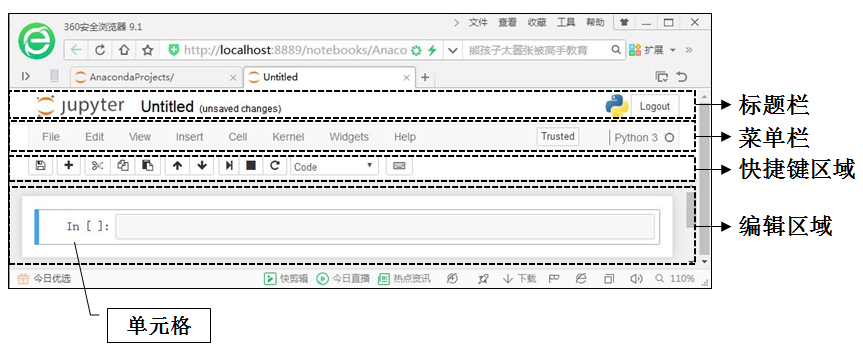 360安全浏览器 9.1
文件 查看 收藏 工具 帮助
http://localhost:8889/notebooks/Anaco
熊孩子太嚣张被高手教育
扩展
AnacondaProjects/
Untitled
jupyter Untitled (unsaved changes)
Logout
标题栏
File Edit View Insert Cell Kernel Widgets Help
Trusted
Python 3
菜单栏
Code
快捷键区域
In [ ]:
编辑区域
今日优选
快剪辑 今日直播 热点资讯 下载 110%
单元格